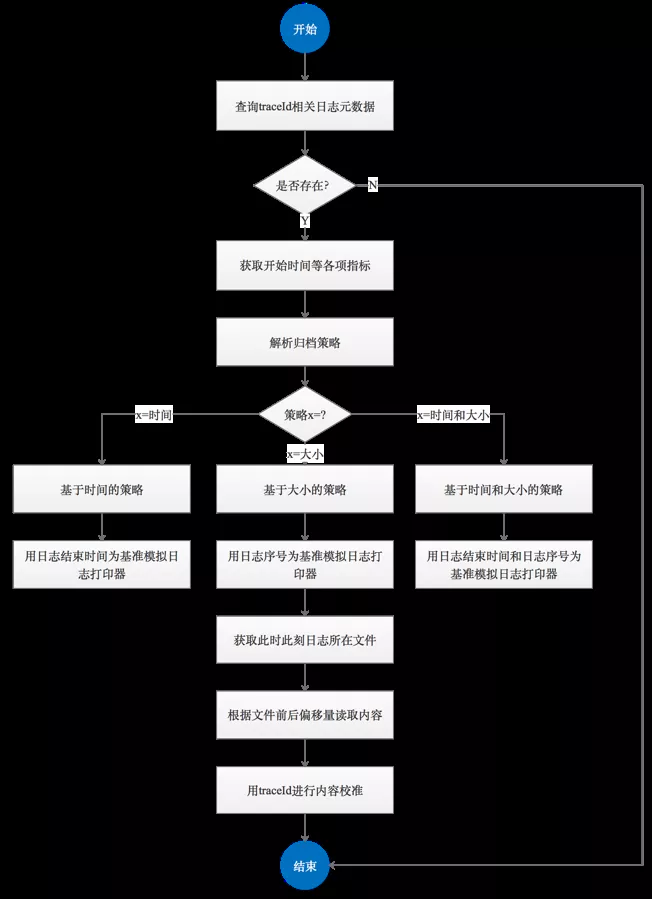 开始
查询traceId相关日志元数据
是否存在?
N
Y
获取开始时间等各项指标
解析归档策略
策略x=?
x=时间
x=时间和大小
x=大小
基于时间的策略
基于大小的策略
基于时间和大小的策略
用日志结束时间为基准模拟日
志打印器
用日志序号为基准模拟日志打
印器
用日志结束时间和日志序号为
基准模拟日志打印器
获取此时此刻日志所在文件
根据文件前后偏移量读取内容
用traceId进行内容校准
结束